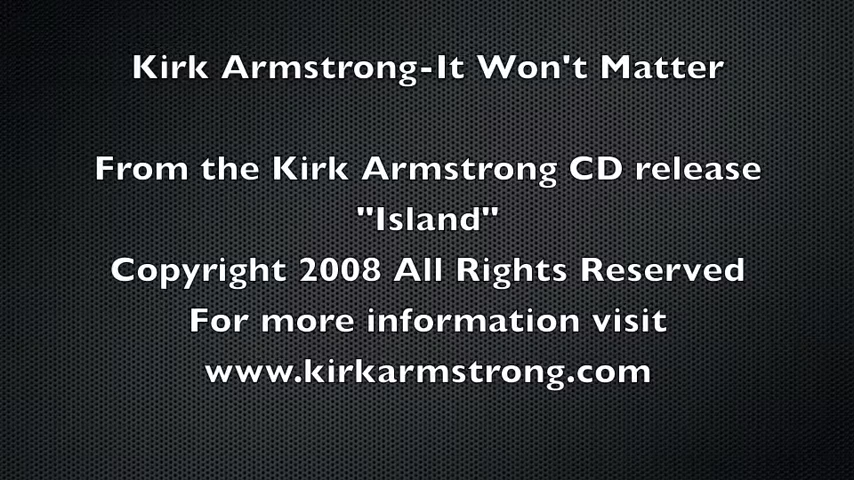 Kirk Armstrong-It Won't Matter
From the Kirk Armstrong CD release
"Island"
Copyright 2008 All Rights Reserved
For more information visit
www.kirkarmstrong.com